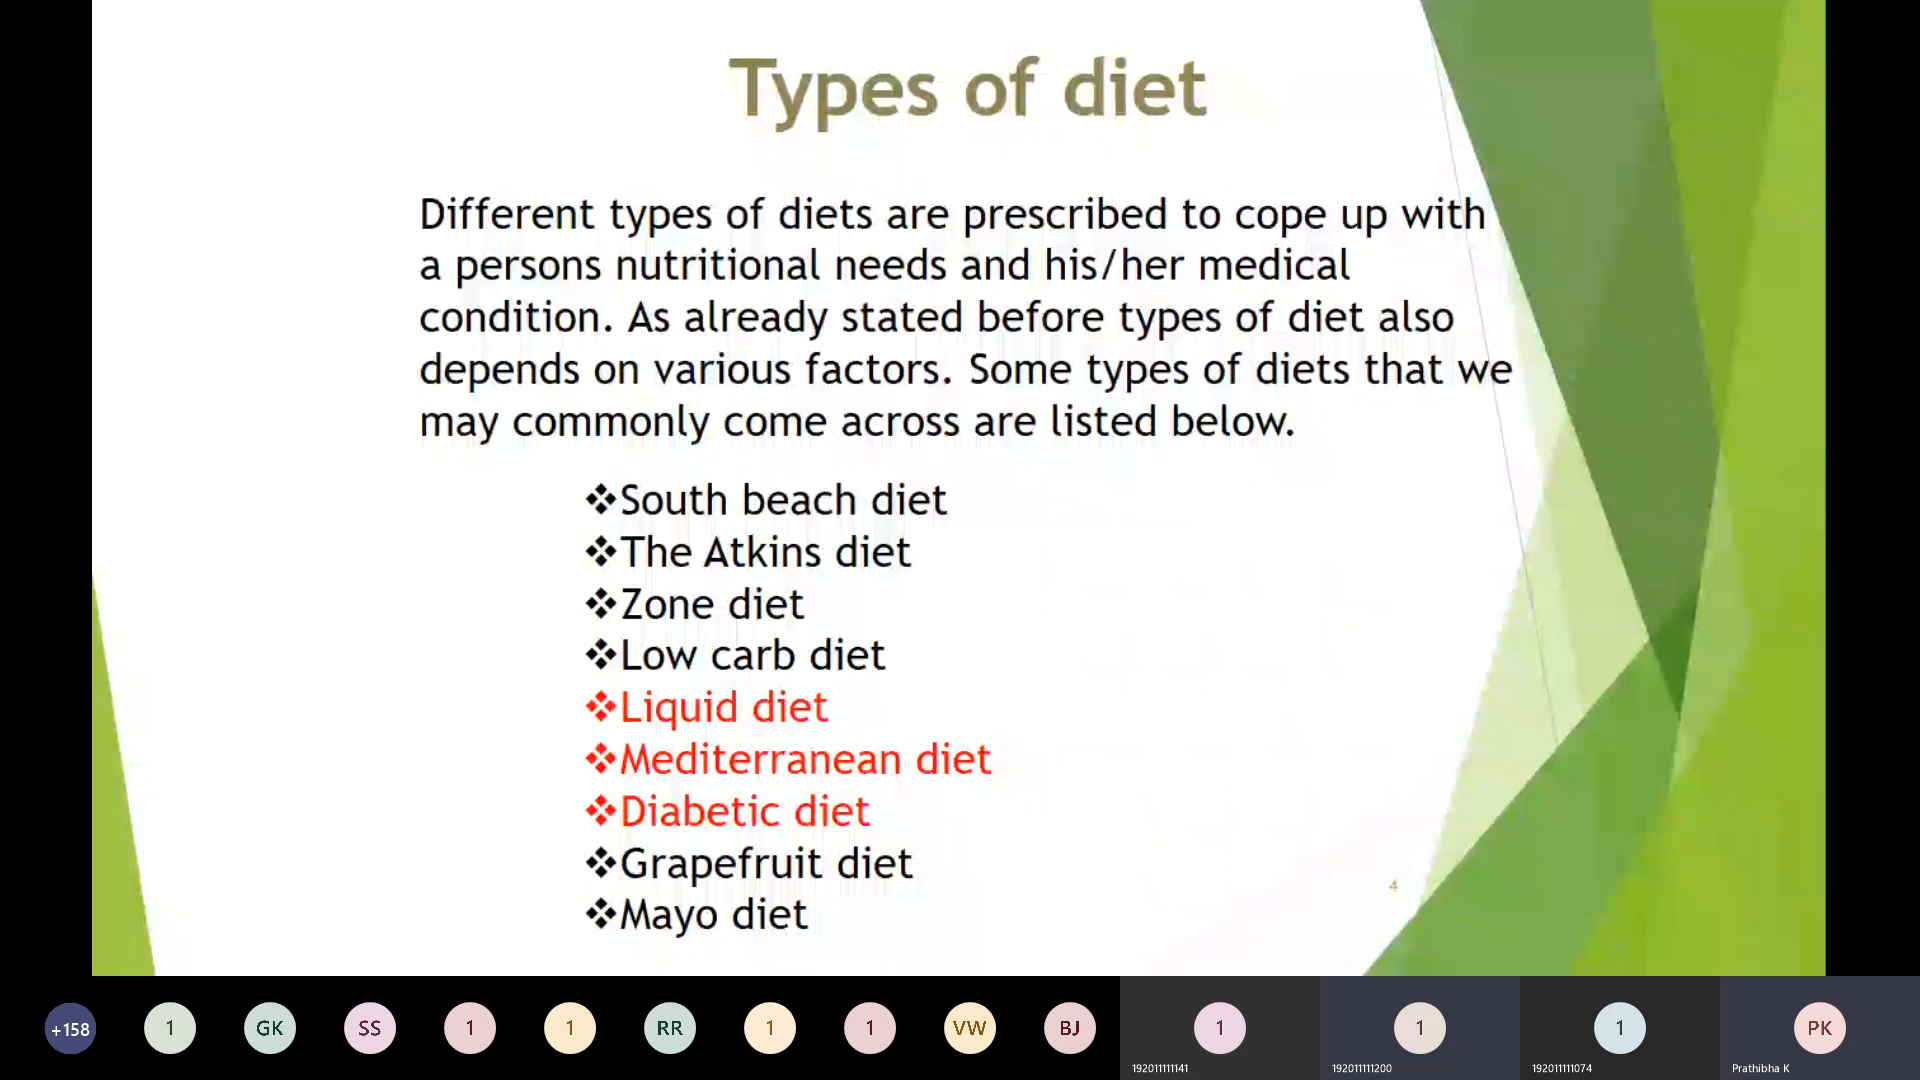 Types of diet
Different types of diets are prescribed to cope up with
a persons nutritional needs and his/her medical
condition. As already stated before types of diet also
depends on various factors. Some types of diets that we
may commonly come across are listed below.
❖South beach diet
❖The Atkins diet
❖Zone diet
❖Low carb diet
❖Liquid diet
❖Mediterranean diet
❖Diabetic diet
❖Grapefruit diet
❖Mayo diet
4
+158 1 GK SS 1 1 RR 1 1 VW BJ 1 1 1 PK
192011111141 192011111200 192011111074 Prathibha K